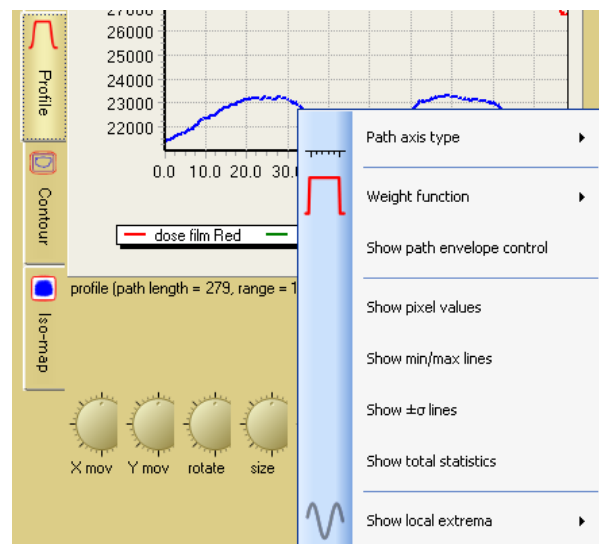 27000
26000
25000
24000
23000
22000
0.0 10.0 20.0 30.
dose film Red
Profile
Contour
Iso-map
profile (path length = 279, range = 1
X mov Y mov rotate size
Path axis type
Weight function
Show path envelope control
Show pixel values
Show min/max lines
Show ±σ lines
Show total statistics
Show local extrema